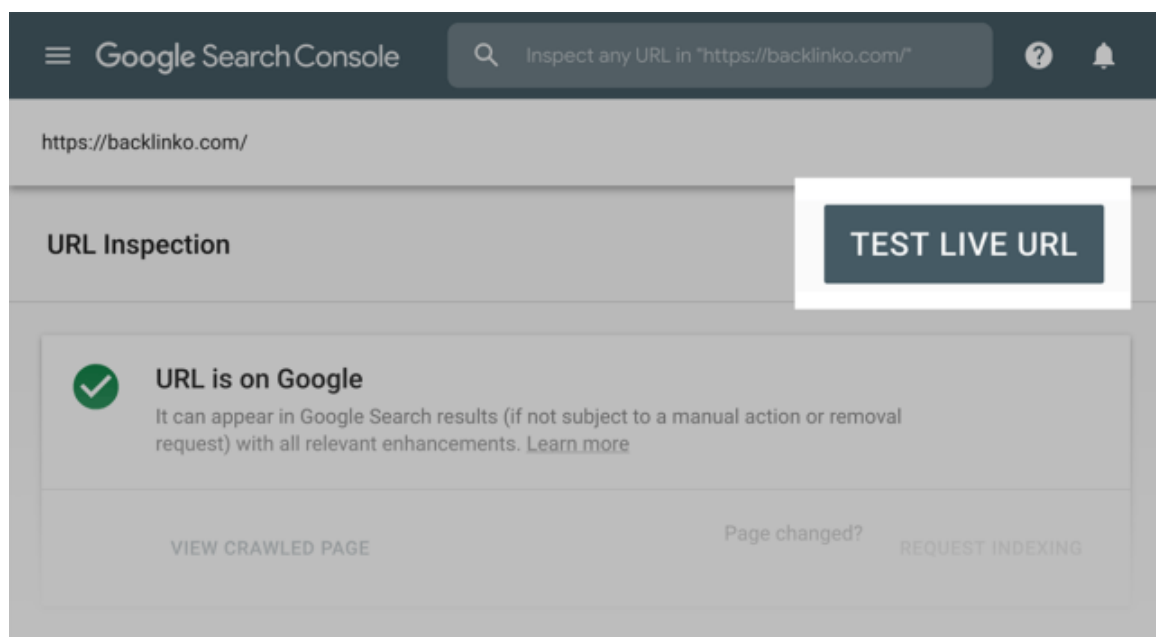 Google Search Console
Inspect any URL in "https://backlinko.com/"
https://backlinko.com/
URL Inspection
TEST LIVE URL
URL is on Google
It can appear in Google Search results (if not subject to a manual action or removal
request) with all relevant enhancements. Learn more
VIEW CRAWLED PAGE
Page changed?
REQUEST INDEXING